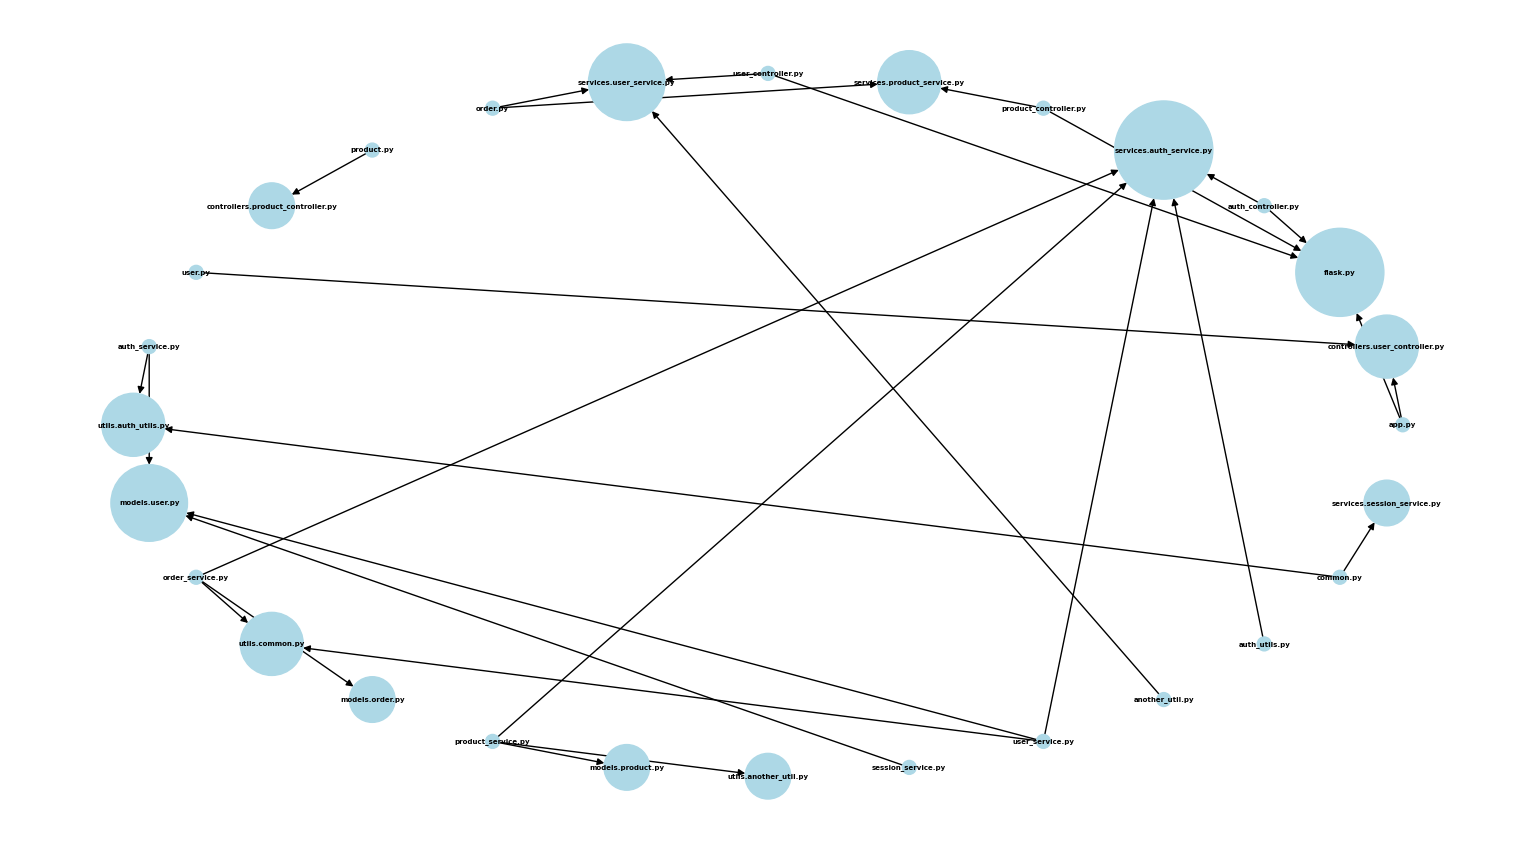 user_controller.py
services.user_service.py
services.product_service.py
order.py
product_controller.py
product.py
services.auth_service.py
controllers.product_controller.py
auth_controller.py
user.py
flask.py
auth_service.py
controllers.user_controller.py
utils.auth_utils.py
app.py
models.user.py
services.session_service.py
order_service.py
common.py
utils.common.py
auth_utils.py
models.order.py
another_util.py
product_service.py
user_service.py
models.product.py
session_service.py
utils.another_util.py